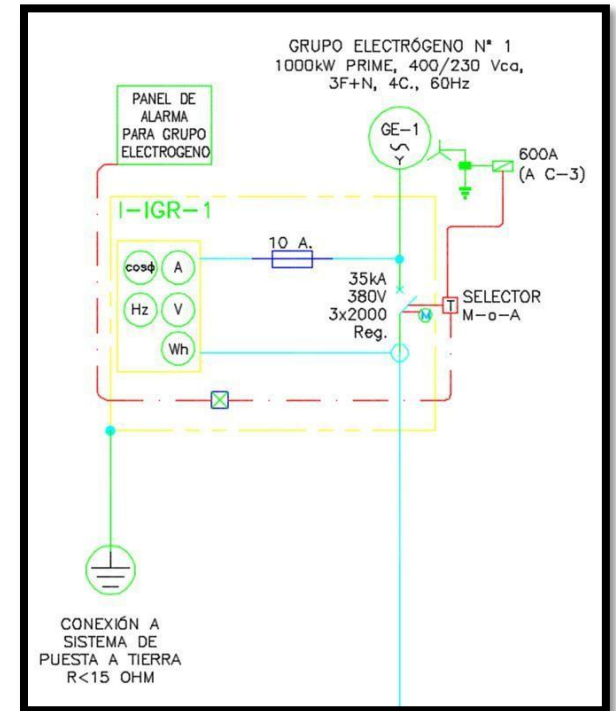 GRUPO ELECTRÓGENO N° 1
1000kW PRIME, 400/230 Vca,
3F+N, 4C., 60Hz
PANEL DE
ALARMA
PARA GRUPO
ELECTROGENO
GE-1
Y
600A
(A C-3)
I-IGR-1
10 A.
cosϕ
A
Hz
V
Wh
35kA
380V
3x2000
Reg.
M
T
SELECTOR
M-o-A
CONEXIÓN A
SISTEMA DE
PUESTA A TIERRA
R<15 OHM